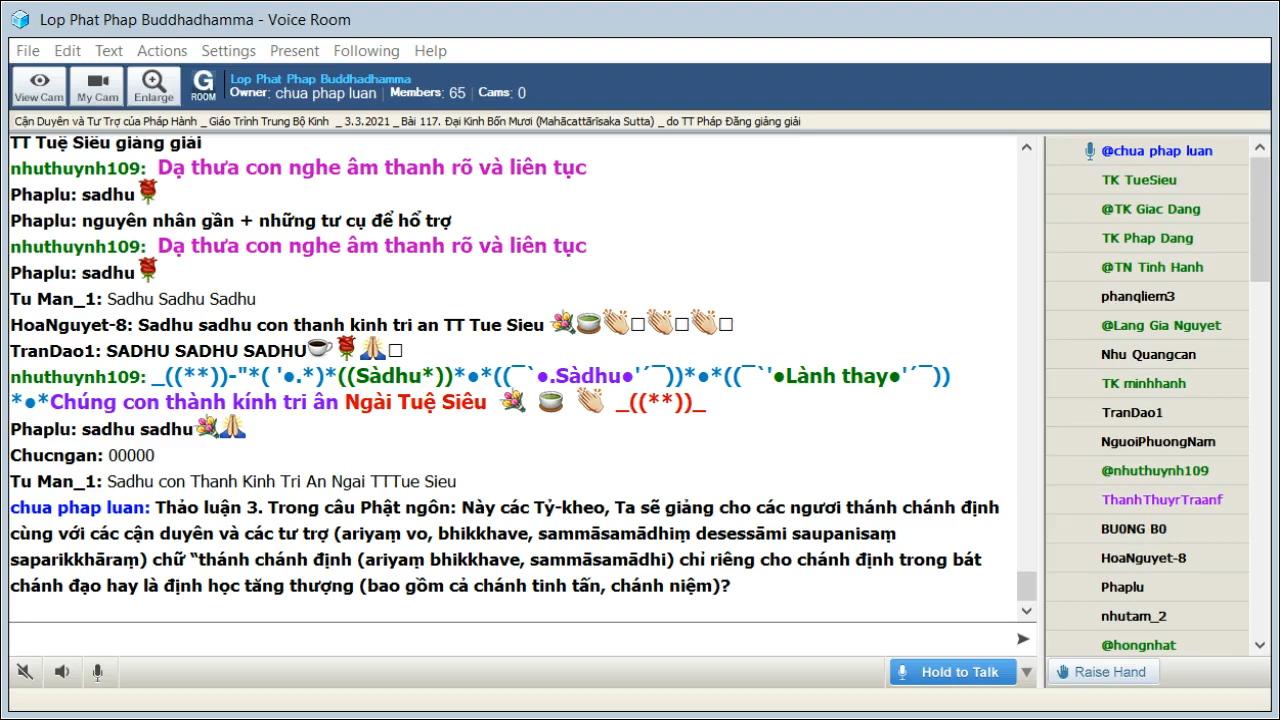 Lop Phat Phap Buddhadhamma - Voice Room
File Edit Text Actions Settings Present Following Help
View Cam My Cam Enlarge G ROOM
Lop Phat Phap Buddhadhamma
Owner: chua phap luan | Members: 65 | Cams: 0
Cận Duyên và Tư Trợ của Pháp Hành _ Giáo Trình Trung Bộ Kinh _ 3.3.2021 _ Bài 117. Đại Kinh Bốn Mươi (Mahācattārīsaka Sutta) _ do TT Pháp Đăng giảng giải
TT Tuệ Siêu giảng giải
nhuthuynh109: Dạ thưa con nghe âm thanh rõ và liên tục
Phaplu: sadhu🌹
Phaplu: nguyên nhân gần + những tư cụ để hổ trợ
nhuthuynh109: Dạ thưa con nghe âm thanh rõ và liên tục
Phaplu: sadhu🌹
Tu Man_1: Sadhu Sadhu Sadhu
HoaNguyet-8: Sadhu sadhu con thanh kinh tri an TT Tue Sieu 💐🍵👏□👏□👏□
TranDao1: SADHU SADHU SADHU☕🌹🙏□
nhuthuynh109: _((**))-"*( '●.*)*((Sàdhu*))*●*((¯`●.Sàdhu●'´¯))*●*((¯`'●Lành thay●'´¯))
*●*Chúng con thành kính tri ân Ngài Tuệ Siêu 💐 🍵 👏 _((**))_
Phaplu: sadhu sadhu💐🙏
Chucngan: 00000
Tu Man_1: Sadhu con Thanh Kinh Tri An Ngai TTTue Sieu
chua phap luan: Thảo luận 3. Trong câu Phật ngôn: Này các Tỷ-kheo, Ta sẽ giảng cho các ngươi thánh chánh định
cùng với các cận duyên và các tư trợ (ariyaṃ vo, bhikkhave, sammāsamādhiṃ desessāmi saupanisaṃ
saparikkhāraṃ) chữ “thánh chánh định (ariyaṃ bhikkhave, sammāsamādhi) chỉ riêng cho chánh định trong bát
chánh đạo hay là định học tăng thượng (bao gồm cả chánh tinh tấn, chánh niệm)?
Hold to Talk
@chua phap luan
TK TueSieu
@TK Giac Dang
TK Phap Dang
@TN Tinh Hanh
phanqliem3
@Lang Gia Nguyet
Nhu Quangcan
TK minhhanh
TranDao1
NguoiPhuongNam
@nhuthuynh109
ThanhThuyrTraanf
BU0NG B0
HoaNguyet-8
Phaplu
nhutam_2
@hongnhat
Raise Hand